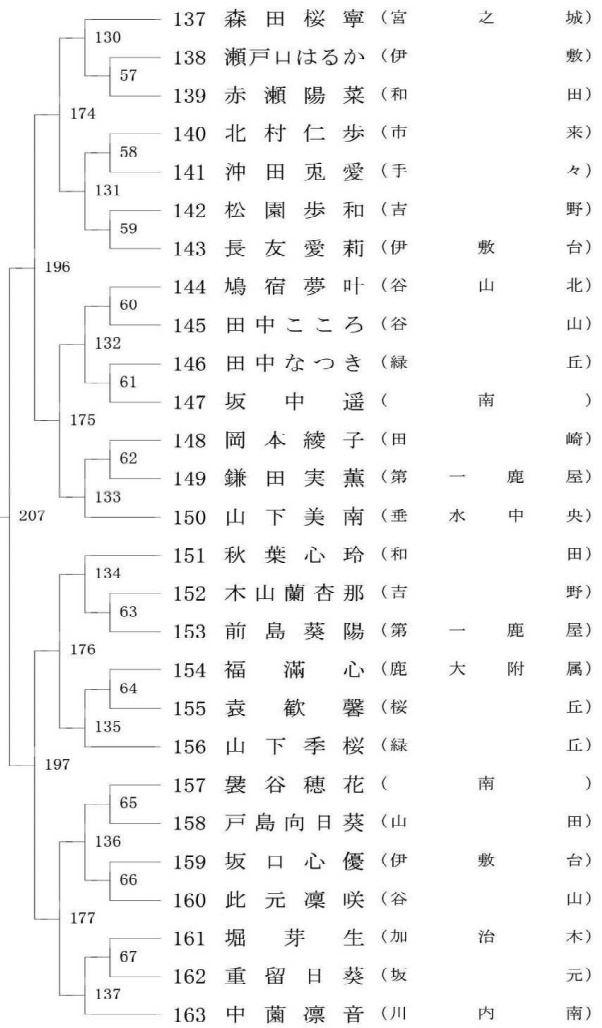 137 森田桜寧（宮之城）
130
138 瀬戸口はるか（伊敷）
57
139 赤瀬陽菜（和田）
174
140 北村仁歩（市来）
58
141 沖田兎愛（手々）
131
142 松園歩和（吉野）
59
143 長友愛莉（伊敷台）
196
144 鳩宿夢叶（谷山北）
60
145 田中こころ（谷山）
132
146 田中なつき（緑丘）
61
147 坂中遥（南）
175
148 岡本綾子（田崎）
62
149 鎌田実薫（第一鹿屋）
133
150 山下美南（垂水中央）
207
151 秋葉心玲（和田）
134
152 木山蘭杏那（吉野）
63
153 前島葵陽（第一鹿屋）
176
154 福滿心（鹿大附属）
64
155 袁歓馨（桜丘）
135
156 山下季桜（緑丘）
197
157 襲谷穂花（南）
65
158 戸島向日葵（山田）
136
159 坂口心優（伊敷台）
66
160 此元凜咲（谷山）
177
161 堀芽生（加治木）
67
162 重留日葵（坂元）
137
163 中薗凛音（川内南）